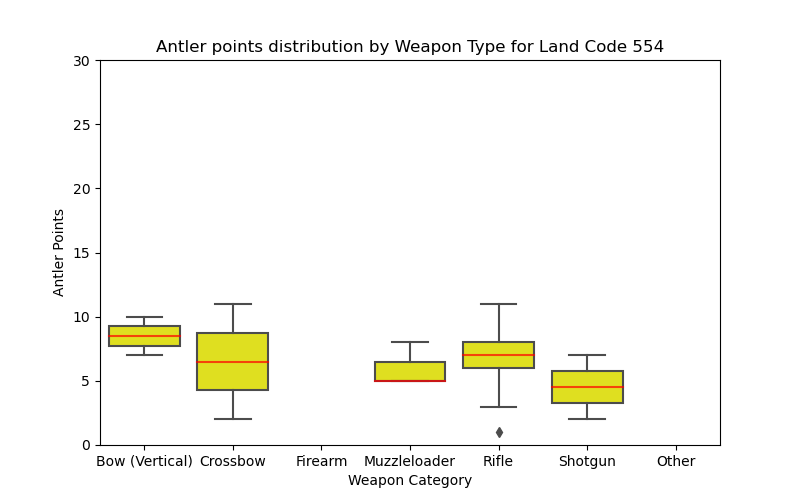 Antler points distribution by Weapon Type for Land Code 554
30
25
20
15
10
5
0
Antler Points
Bow (Vertical) Crossbow Firearm Muzzleloader Rifle Shotgun Other
Weapon Category